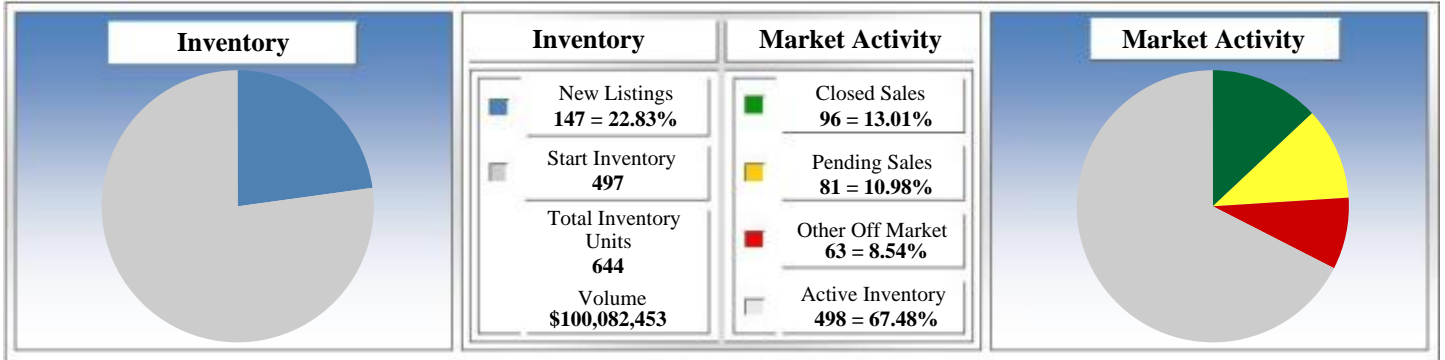 Inventory
Inventory
Market Activity
New Listings
147 = 22.83%
Start Inventory
497
Total Inventory
Units
644
Volume
$100,082,453
Closed Sales
96 = 13.01%
Pending Sales
81 = 10.98%
Other Off Market
63 = 8.54%
Active Inventory
498 = 67.48%
Market Activity